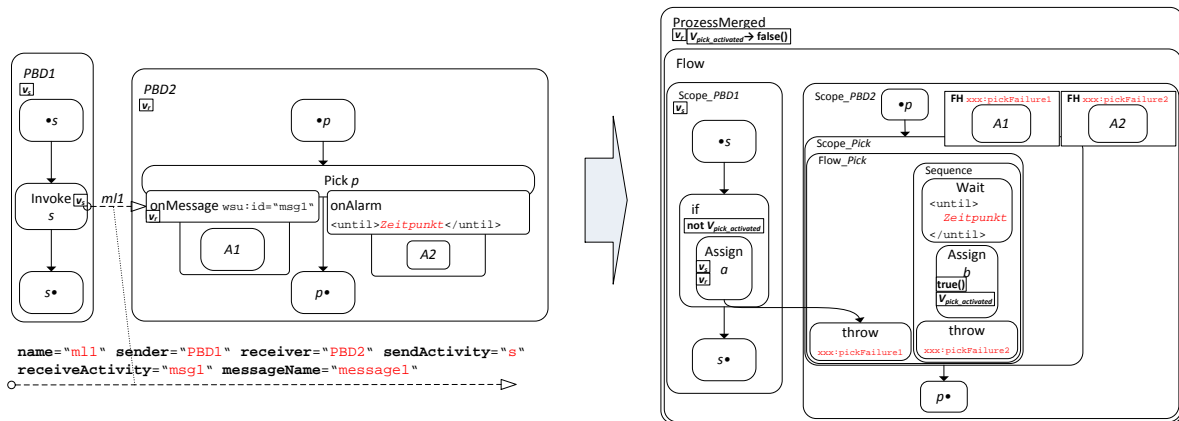 PBD1
vs
•s
Invoke vs
s
s•
ml1
PBD2
vr
•p
Pick p
onMessage wsu:id="msg1"
vr
A1
onAlarm
<until>Zeitpunkt</until>
A2
p•
name="ml1" sender="PBD1" receiver="PBD2" sendActivity="s"
receiveActivity="msg1" messageName="message1"
ProzessMerged
vr Vpick_activated→ false()
Flow
Scope_PBD1
vs
•s
if
not Vpick_activated
Assign
vs a
vr
s•
Scope_PBD2
•p
FH xxx:pickFailure1
A1
FH xxx:pickFailure2
A2
Scope_Pick
Flow_Pick
throw
xxx:pickFailure1
Sequence
Wait
<until>
Zeitpunkt
</until>
Assign
b
true()
Vpick_activated
throw
xxx:pickFailure2
p•